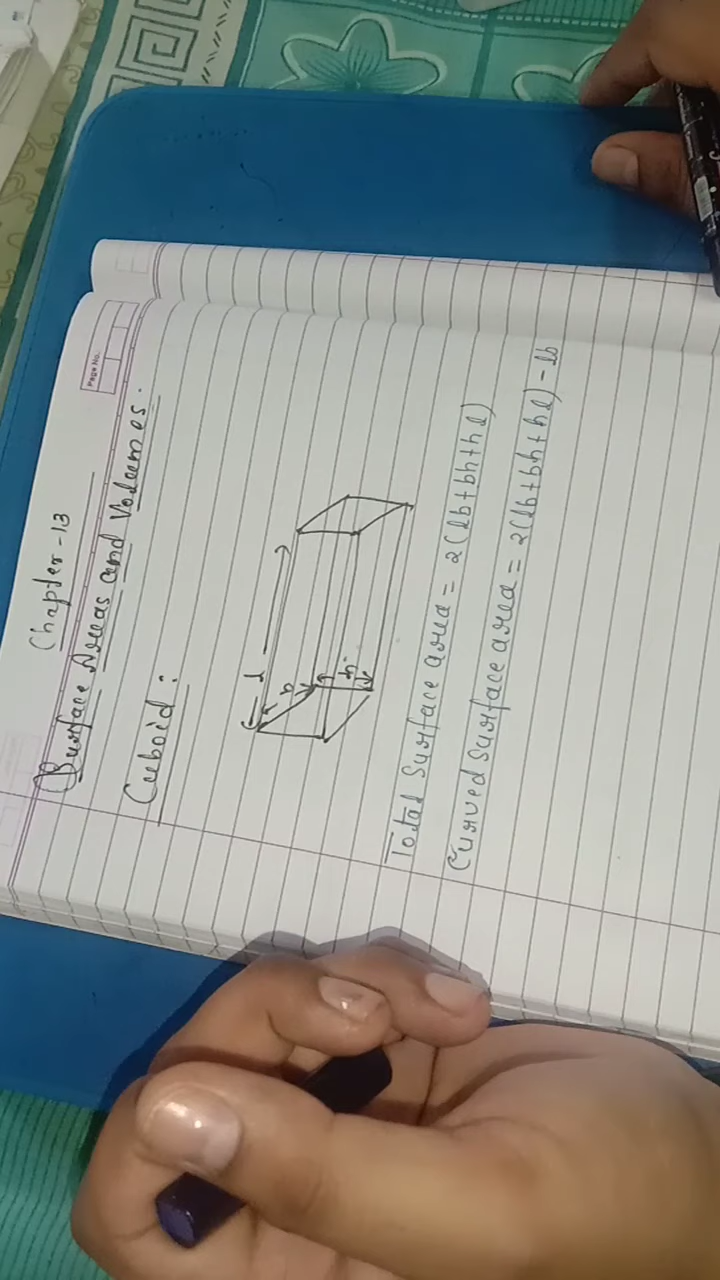 PAGE NO.
Chapter-13
Surface Areas and Volumes.
Cuboid:
l
b
h
Total Surface area = 2(lb+bh+hl)
Curved Surface area = 2(lb+bh+hl)-lb